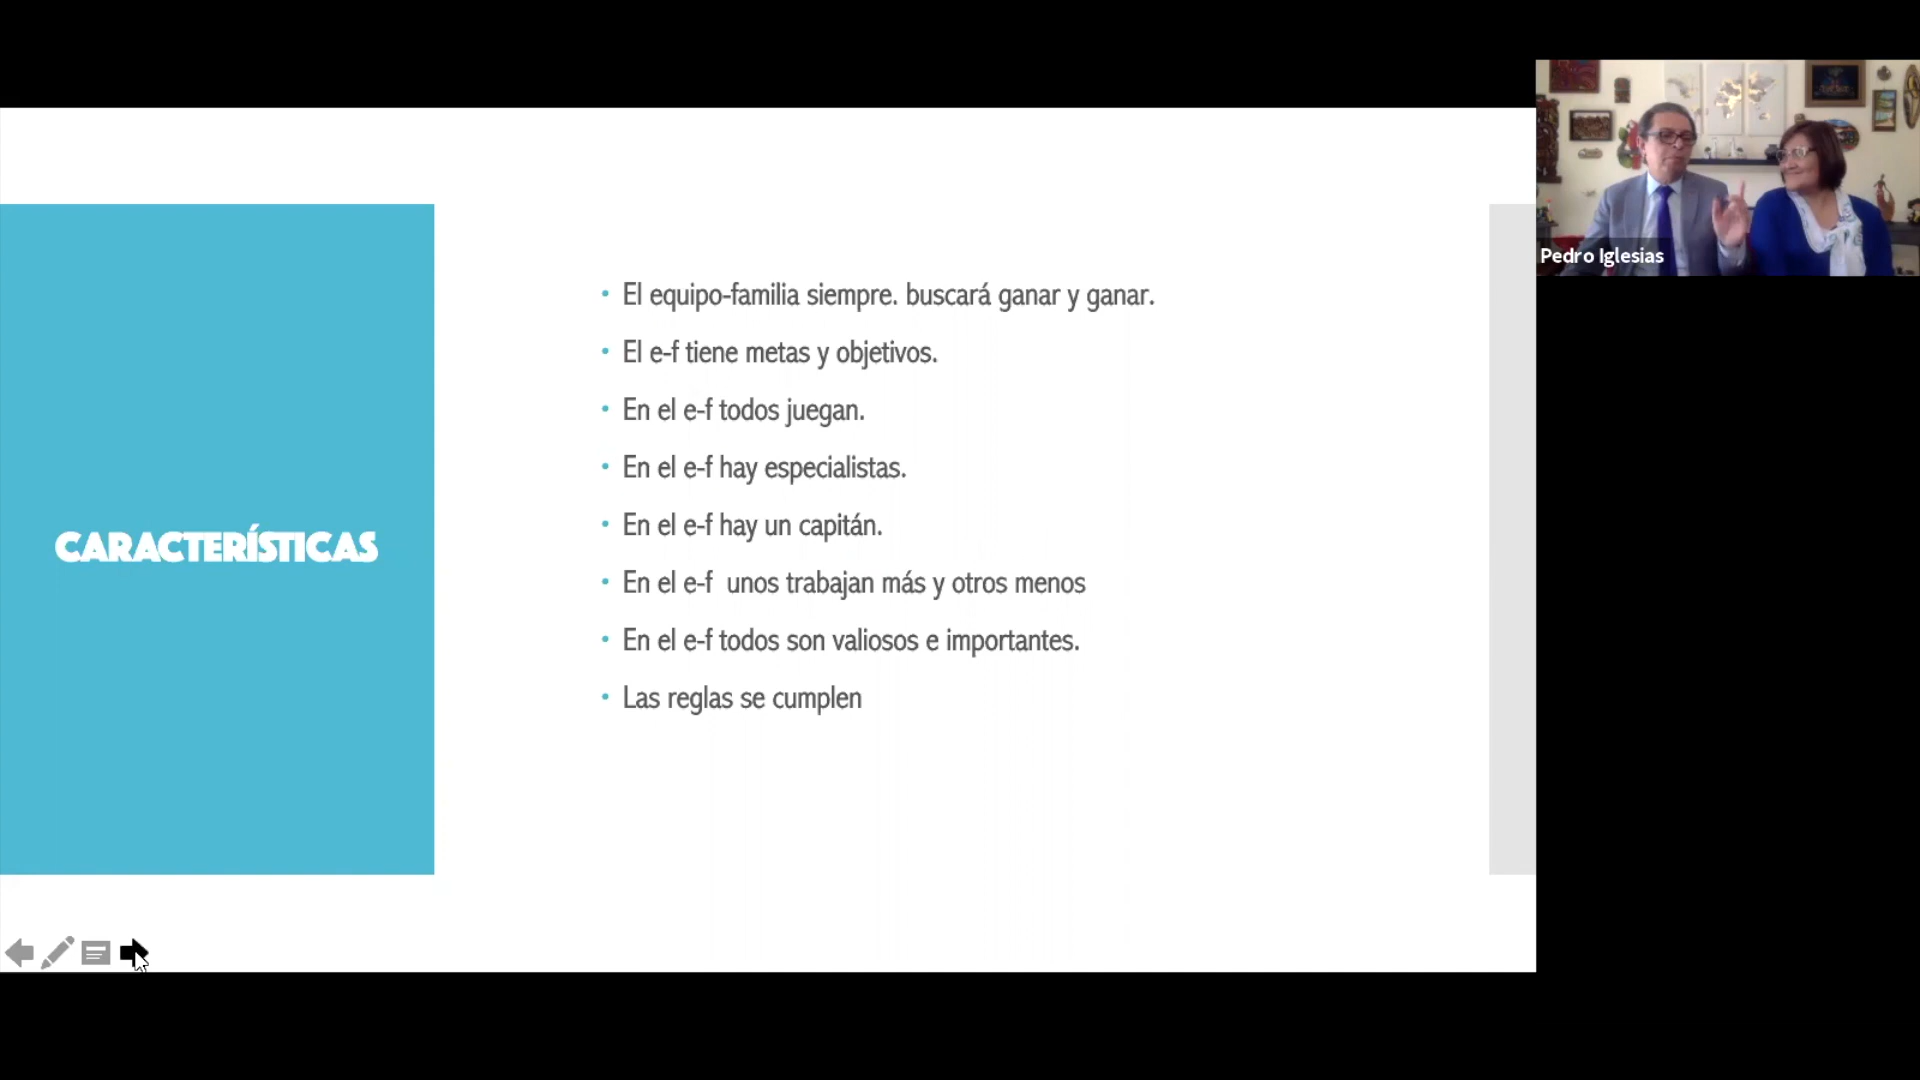 CARACTERÍSTICAS
• El equipo-familia siempre. buscará ganar y ganar.
• El e-f tiene metas y objetivos.
• En el e-f todos juegan.
• En el e-f hay especialistas.
• En el e-f hay un capitán.
• En el e-f  unos trabajan más y otros menos
• En el e-f todos son valiosos e importantes.
• Las reglas se cumplen
Pedro Iglesias